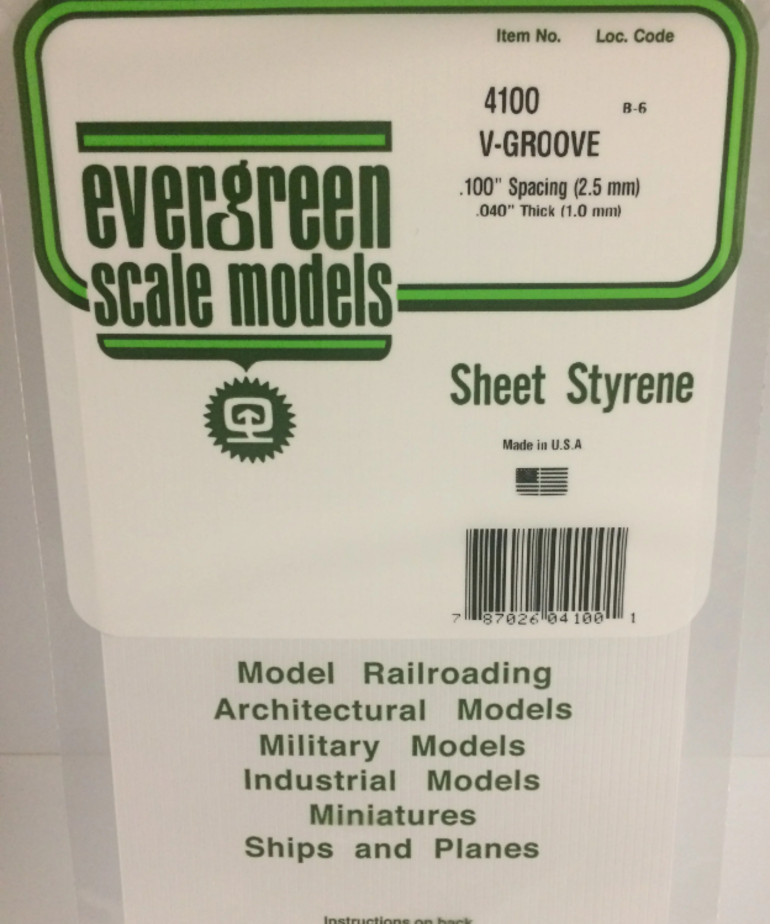 Item No. Loc. Code
4100 B-6
V-GROOVE
.100" Spacing (2.5 mm)
.040" Thick (1.0 mm)
evergreen
scale models
Sheet Styrene
Made in U.S.A
7 87026 04100 1
Model Railroading
Architectural Models
Military Models
Industrial Models
Miniatures
Ships and Planes
Instructions on back